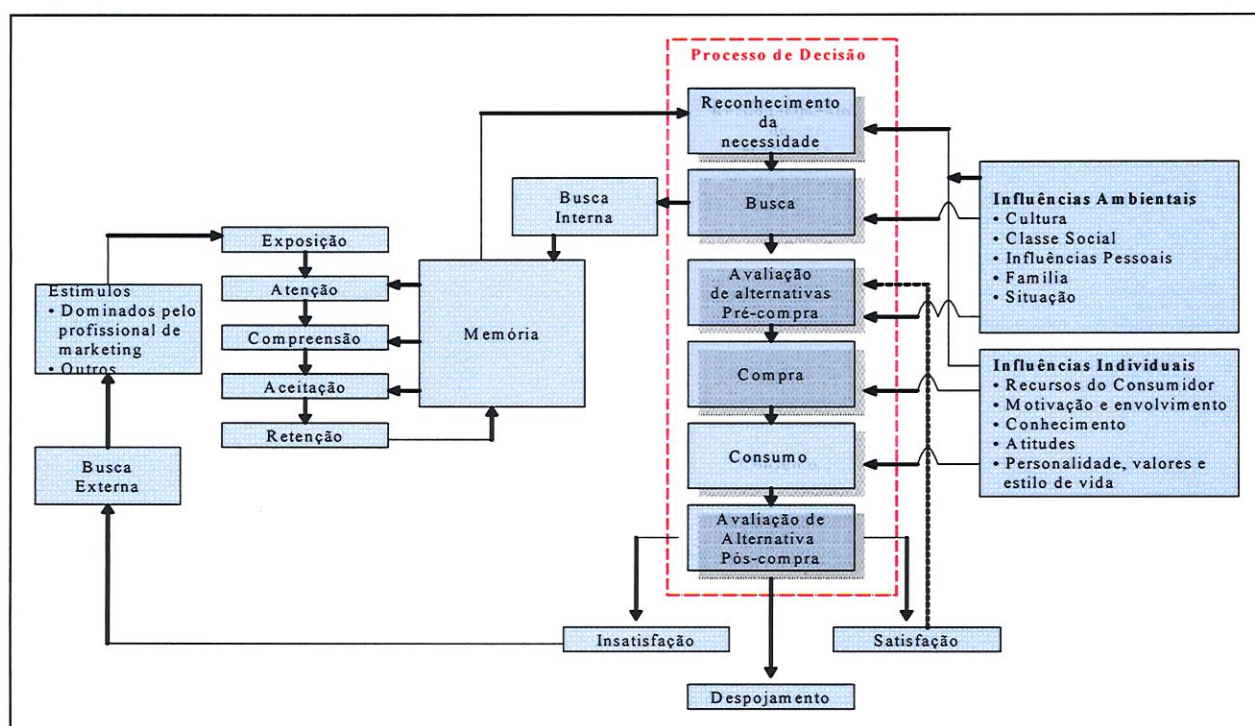 Processo de Decisão
Reconhecimento
da
necessidade
Busca
Interna
Busca
Influências Ambientais
• Cultura
• Classe Social
• Influências Pessoais
• Família
• Situação
Exposição
Estímulos
• Dominados pelo
profissional de
marketing
• Outros
Atenção
Compreensão
Aceitação
Retenção
Memória
Avaliação
de alternativas
Pré-compra
Compra
Influências Individuais
• Recursos do Consumidor
• Motivação e envolvimento
• Conhecimento
• Atitudes
• Personalidade, valores e
estilo de vida
Busca
Externa
Consumo
Avaliação de
Alternativa
Pós-compra
Insatisfação
Satisfação
Despojamento